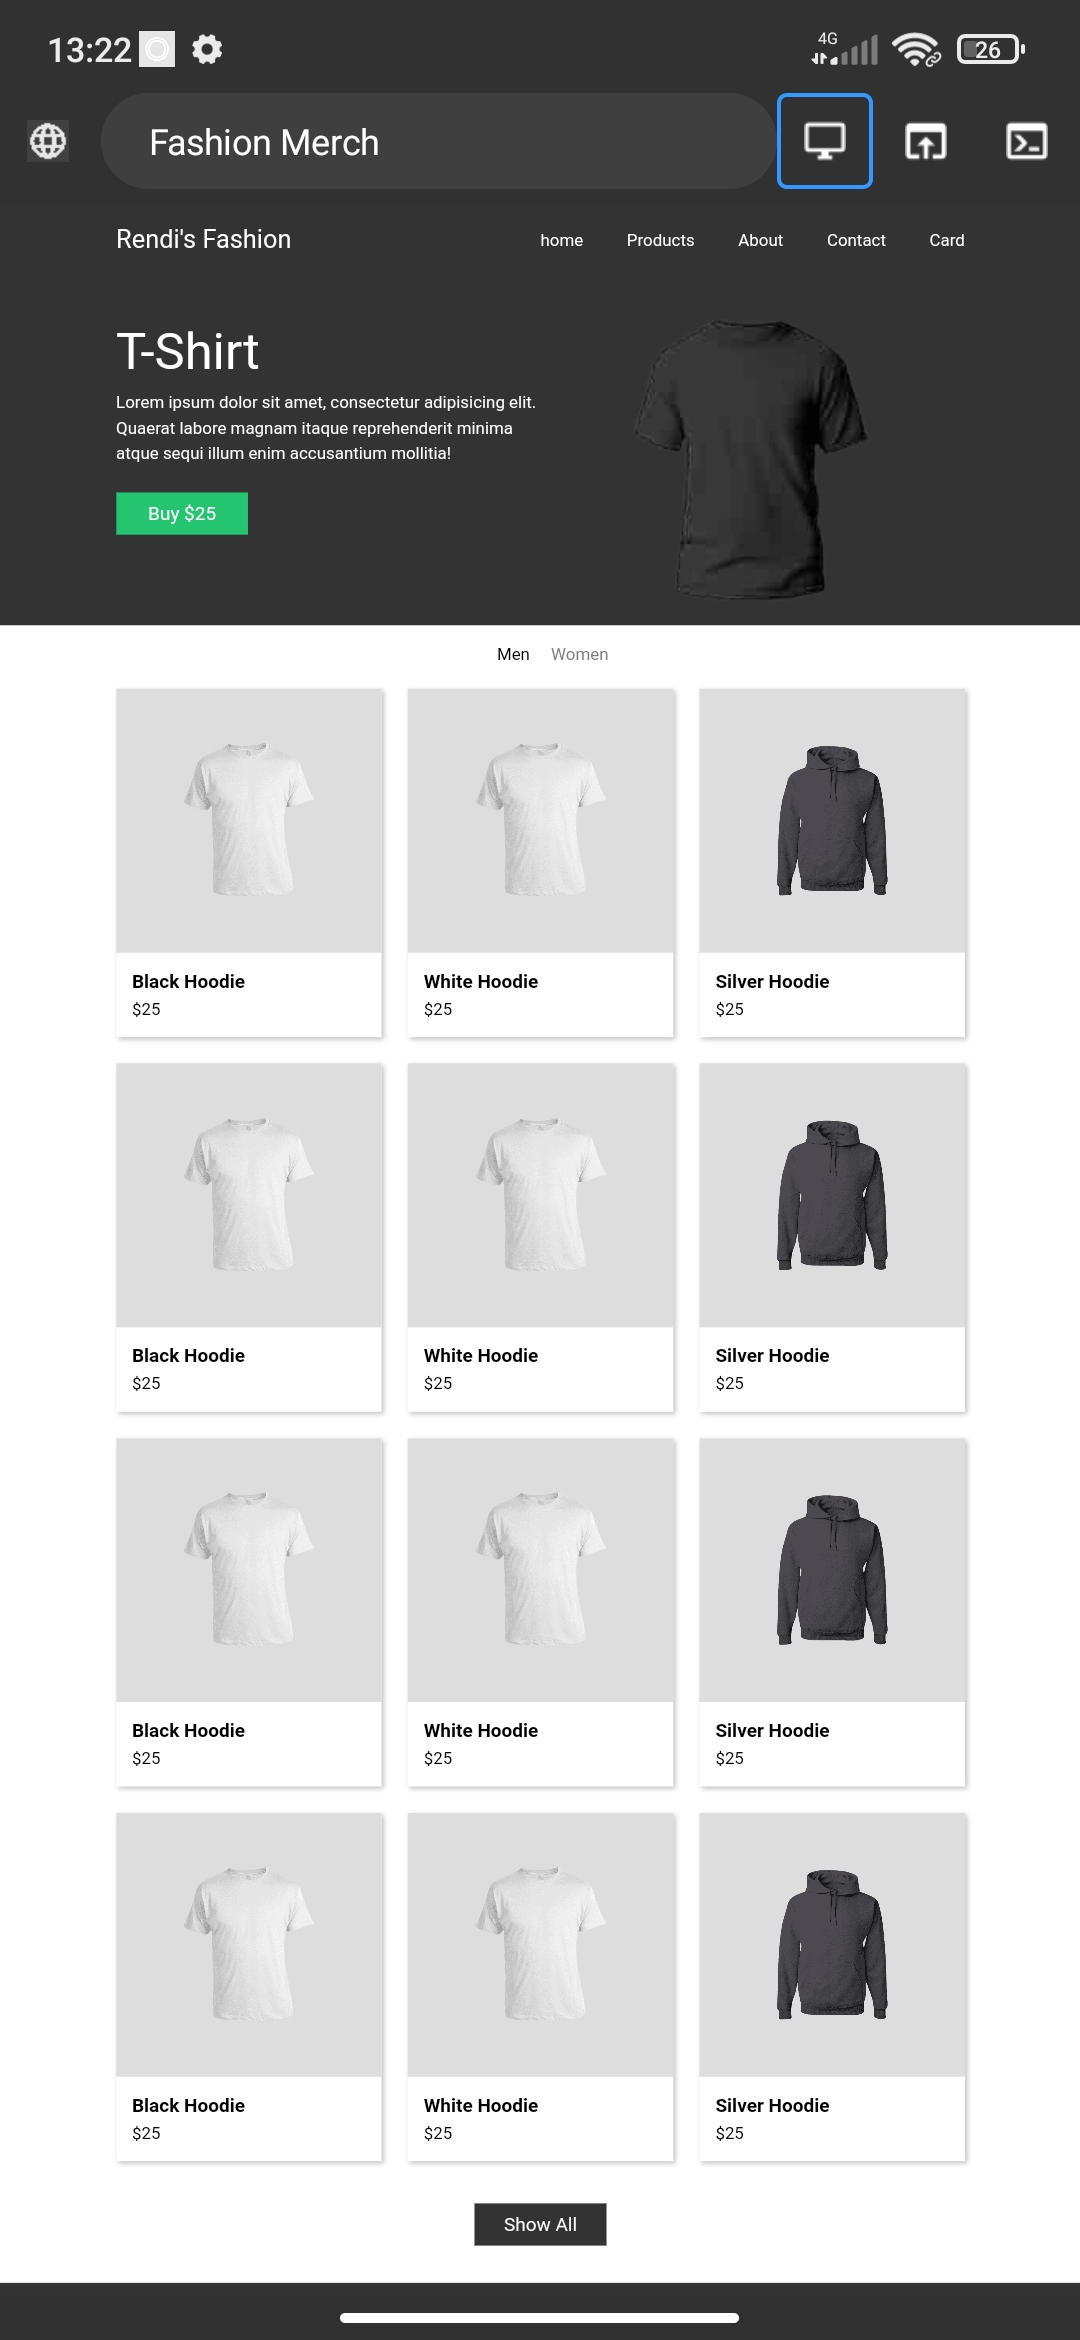 13:22
4G
26
Fashion Merch
Rendi's Fashion
home Products About Contact Card
T-Shirt
Lorem ipsum dolor sit amet, consectetur adipisicing elit.
Quaerat labore magnam itaque reprehenderit minima
atque sequi illum enim accusantium mollitia!
Buy $25
Men Women
Black Hoodie
$25
White Hoodie
$25
Silver Hoodie
$25
Black Hoodie
$25
White Hoodie
$25
Silver Hoodie
$25
Black Hoodie
$25
White Hoodie
$25
Silver Hoodie
$25
Black Hoodie
$25
White Hoodie
$25
Silver Hoodie
$25
Show All